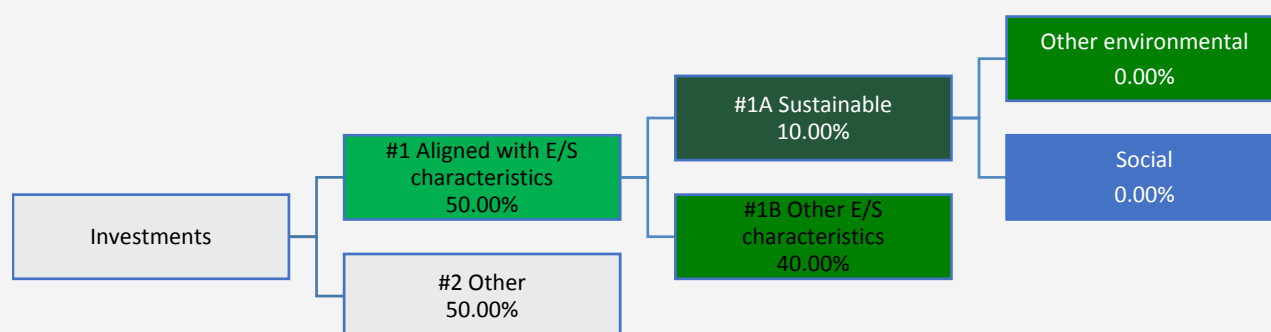 Investments
#1 Aligned with E/S
characteristics
50.00%
#2 Other
50.00%
#1A Sustainable
10.00%
#1B Other E/S
characteristics
40.00%
Other environmental
0.00%
Social
0.00%